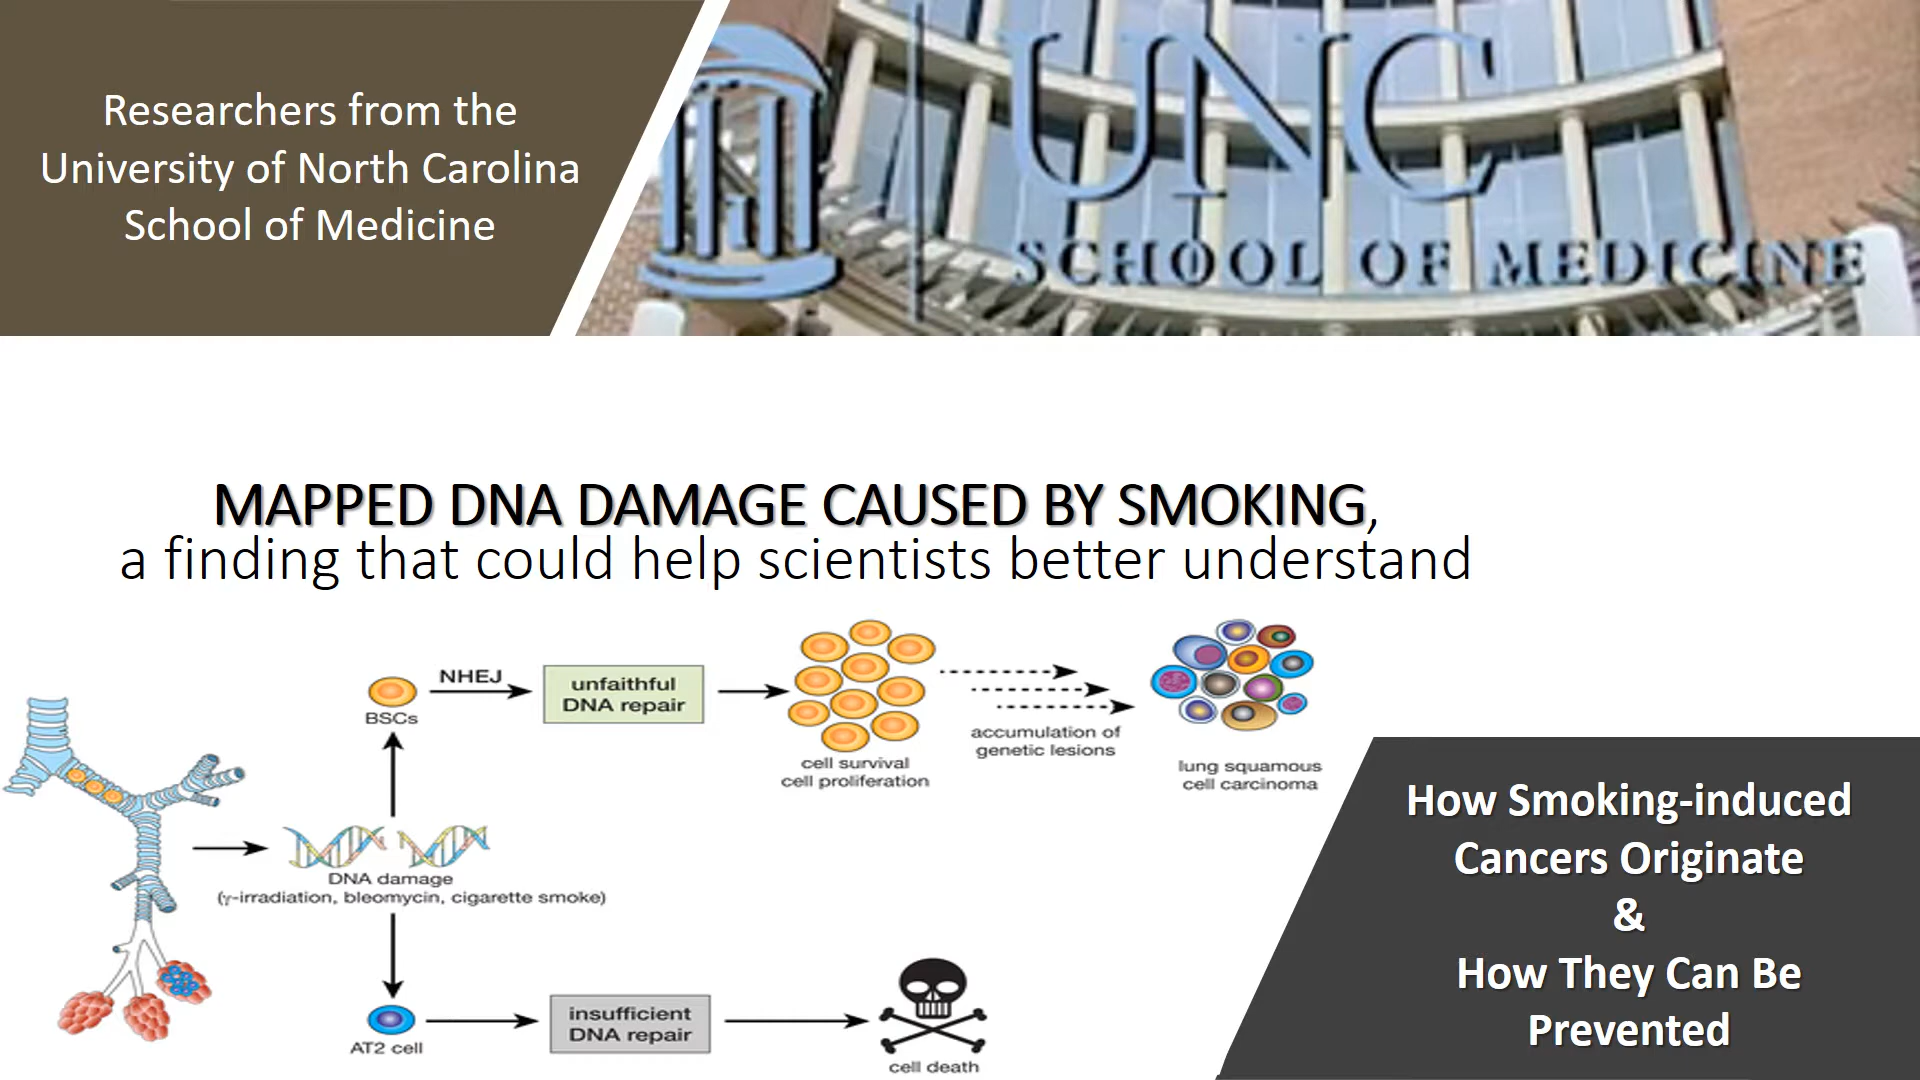 Researchers from the
University of North Carolina
School of Medicine
UNC
SCHOOL OF MEDICINE
MAPPED DNA DAMAGE CAUSED BY SMOKING,
a finding that could help scientists better understand
NHEJ
BSCs
unfaithful
DNA repair
cell survival
cell proliferation
accumulation of
genetic lesions
lung squamous
cell carcinoma
DNA damage
(γ-irradiation, bleomycin, cigarette smoke)
AT2 cell
insufficient
DNA repair
cell death
How Smoking-induced
Cancers Originate
&
How They Can Be
Prevented